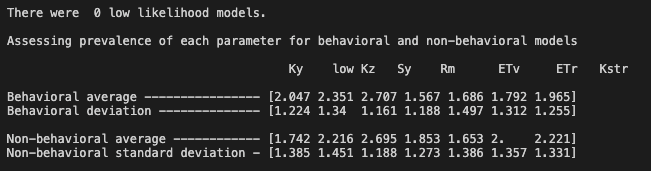 There were  0 low likelihood models.
Assessing prevalence of each parameter for behavioral and non-behavioral models
Ky    low Kz   Sy    Rm      ETv     ETr   Kstr
Behavioral average ---------------- [2.047 2.351 2.707 1.567 1.686 1.792 1.965]
Behavioral deviation -------------- [1.224 1.34  1.161 1.188 1.497 1.312 1.255]
Non-behavioral average ------------ [1.742 2.216 2.695 1.853 1.653 2.    2.221]
Non-behavioral standard deviation - [1.385 1.451 1.188 1.273 1.386 1.357 1.331]